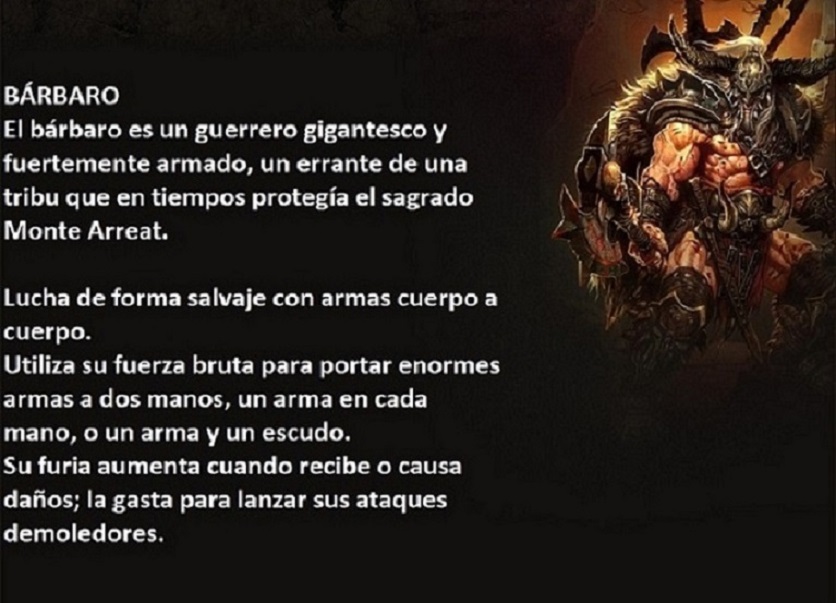 BÁRBARO
El bárbaro es un guerrero gigantesco y
fuertemente armado, un errante de una
tribu que en tiempos protegía el sagrado
Monte Arreat.
Lucha de forma salvaje con armas cuerpo a
cuerpo.
Utiliza su fuerza bruta para portar enormes
armas a dos manos, un arma en cada
mano, o un arma y un escudo.
Su furia aumenta cuando recibe o causa
daños; la gasta para lanzar sus ataques
demoledores.